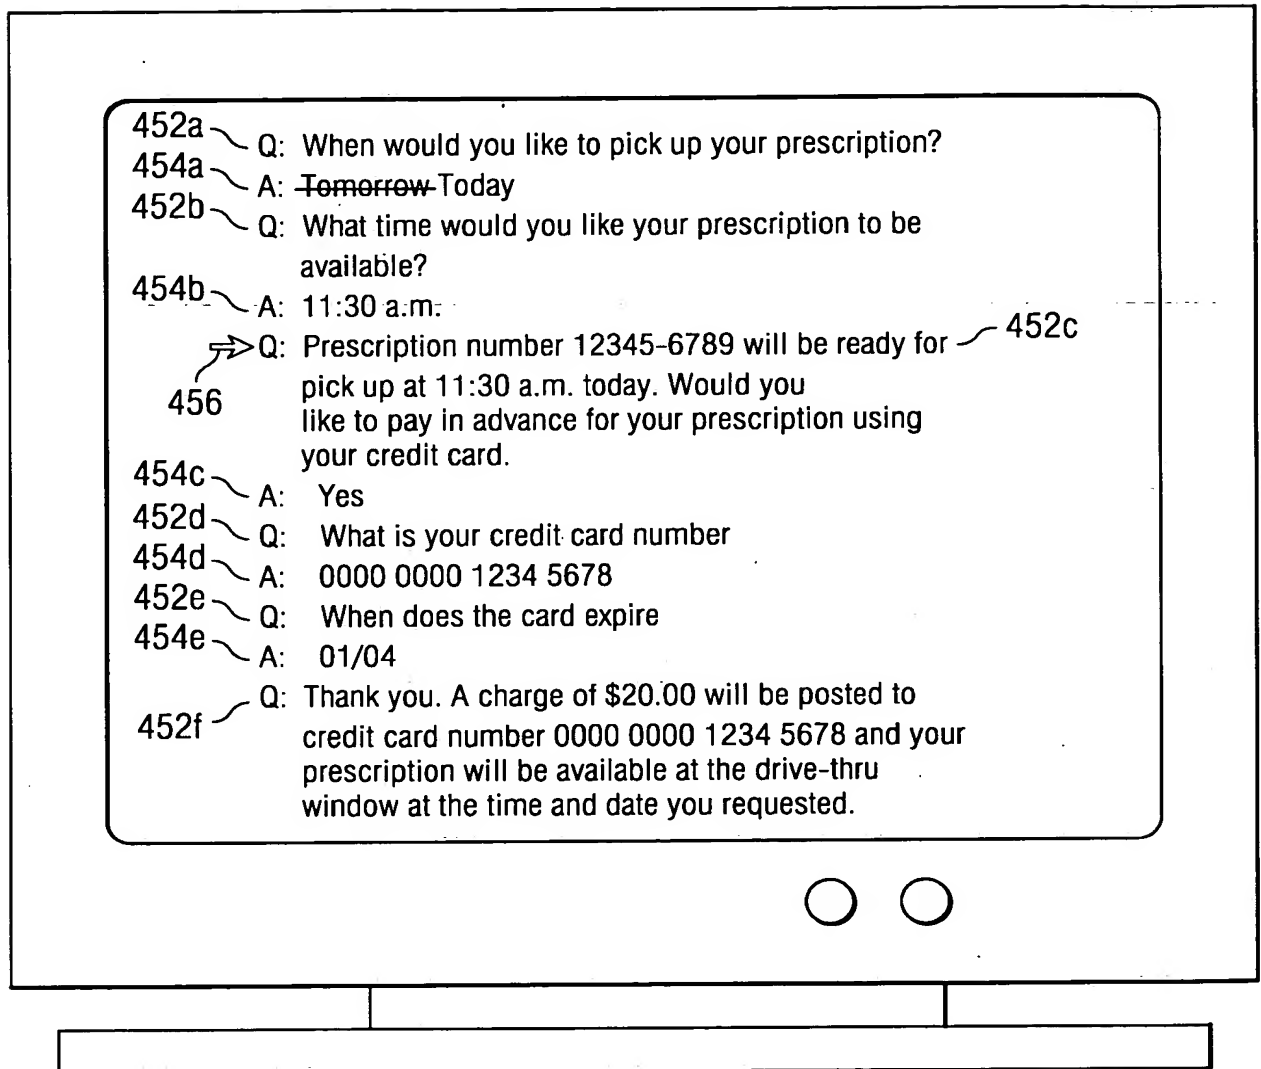 452a Q: When would you like to pick up your prescription?
454a A: Tomorrow Today
452b Q: What time would you like your prescription to be
available?
454b A: 11:30 a.m.
Q: Prescription number 12345-6789 will be ready for 452c
456 pick up at 11:30 a.m. today. Would you
like to pay in advance for your prescription using
your credit card.
454c A: Yes
452d Q: What is your credit card number
454d A: 0000 0000 1234 5678
452e Q: When does the card expire
454e A: 01/04
Q: Thank you. A charge of $20.00 will be posted to
452f credit card number 0000 0000 1234 5678 and your
prescription will be available at the drive-thru
window at the time and date you requested.